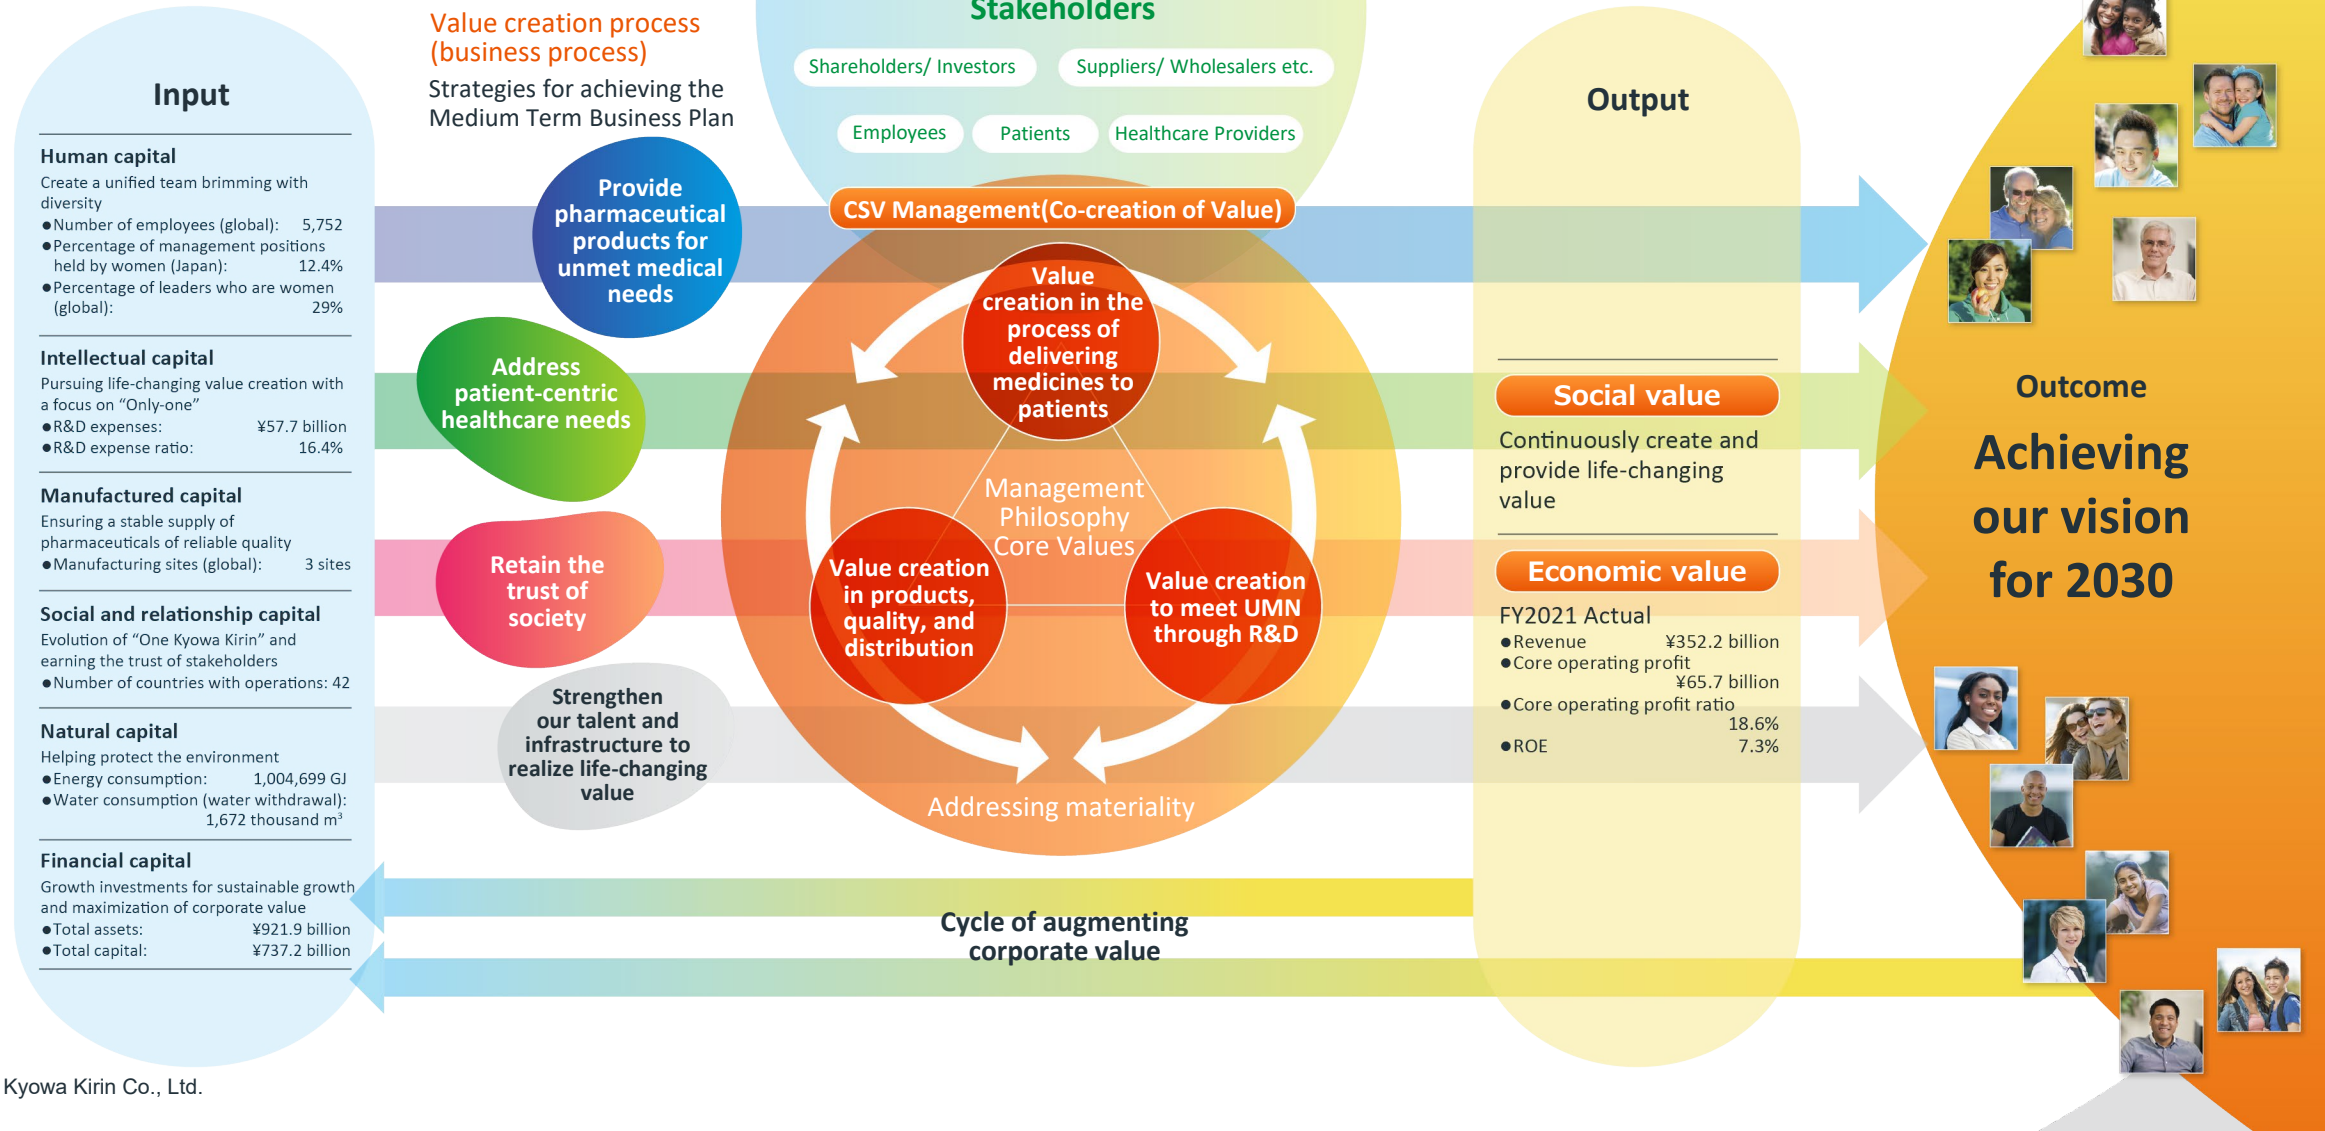 Input
Human capital
Create a unified team brimming with
diversity
●Number of employees (global): 5,752
●Percentage of management positions
held by women (Japan): 12.4%
●Percentage of leaders who are women
(global): 29%
Intellectual capital
Pursuing life-changing value creation with
a focus on “Only-one”
●R&D expenses: ¥57.7 billion
●R&D expense ratio: 16.4%
Manufactured capital
Ensuring a stable supply of
pharmaceuticals of reliable quality
●Manufacturing sites (global): 3 sites
Social and relationship capital
Evolution of “One Kyowa Kirin” and
earning the trust of stakeholders
●Number of countries with operations: 42
Natural capital
Helping protect the environment
●Energy consumption: 1,004,699 GJ
●Water consumption (water withdrawal):
1,672 thousand m³
Financial capital
Growth investments for sustainable growth
and maximization of corporate value
●Total assets: ¥921.9 billion
●Total capital: ¥737.2 billion
Value creation process
(business process)
Strategies for achieving the
Medium Term Business Plan
Provide
pharmaceutical
products for
unmet medical
needs
Address
patient-centric
healthcare needs
Retain the
trust of
society
Strengthen
our talent and
infrastructure to
realize life-changing
value
Stakeholders
Shareholders/ Investors
Suppliers/ Wholesalers etc.
Employees
Patients
Healthcare Providers
CSV Management(Co-creation of Value)
Value
creation in the
process of
delivering
medicines to
patients
Management
Philosophy
Core Values
Value creation
in products,
quality, and
distribution
Value creation
to meet UMN
through R&D
Addressing materiality
Cycle of augmenting
corporate value
Output
Social value
Continuously create and
provide life-changing
value
Economic value
FY2021 Actual
●Revenue ¥352.2 billion
●Core operating profit
¥65.7 billion
●Core operating profit ratio
18.6%
●ROE 7.3%
Outcome
Achieving
our vision
for 2030
Kyowa Kirin Co., Ltd.